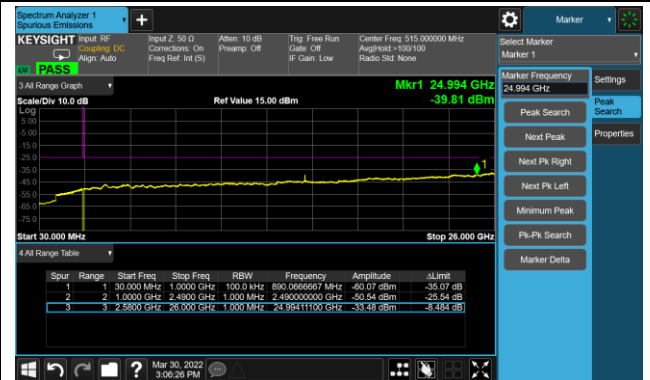 Spectrum Analyzer 1
Spurious Emissions
Marker
KEYSIGHT
Input: RF
Coupling: DC
Align: Auto
Input Z: 50 Ω
Corrections: On
Freq Ref: Int (S)
Atten: 10 dB
Preamp: Off
Trig: Free Run
Gate: Off
IF Gain: Low
Center Freq: 515.000000 MHz
Avg|Hold:>100/100
Radio Std: None
PASS
Select Marker
Marker 1
3 All Range Graph
Mkr1 24.994 GHz
Scale/Div 10.0 dB
Ref Value 15.00 dBm
-39.81 dBm
Log
5.00
-5.00
-15.0
-25.0
-35.0
-45.0
-55.0
-65.0
-75.0
1
Start 30.000 MHz
Stop 26.000 GHz
4 All Range Table
Spur Range Start Freq Stop Freq RBW Frequency Amplitude ΔLimit
1 1 30.000 MHz 1.0000 GHz 100.0 kHz 890.0666667 MHz -60.07 dBm -35.07 dB
2 2 1.0000 GHz 2.4900 GHz 1.000 MHz 2.490000000 GHz -50.54 dBm -25.54 dB
3 3 2.5800 GHz 26.000 GHz 1.000 MHz 24.99411100 GHz -33.48 dBm -8.484 dB
Marker Frequency
24.994 GHz
Peak Search
Next Peak
Next Pk Right
Next Pk Left
Minimum Peak
Pk-Pk Search
Marker Delta
Settings
Peak
Search
Properties
Mar 30, 2022
3:06:26 PM